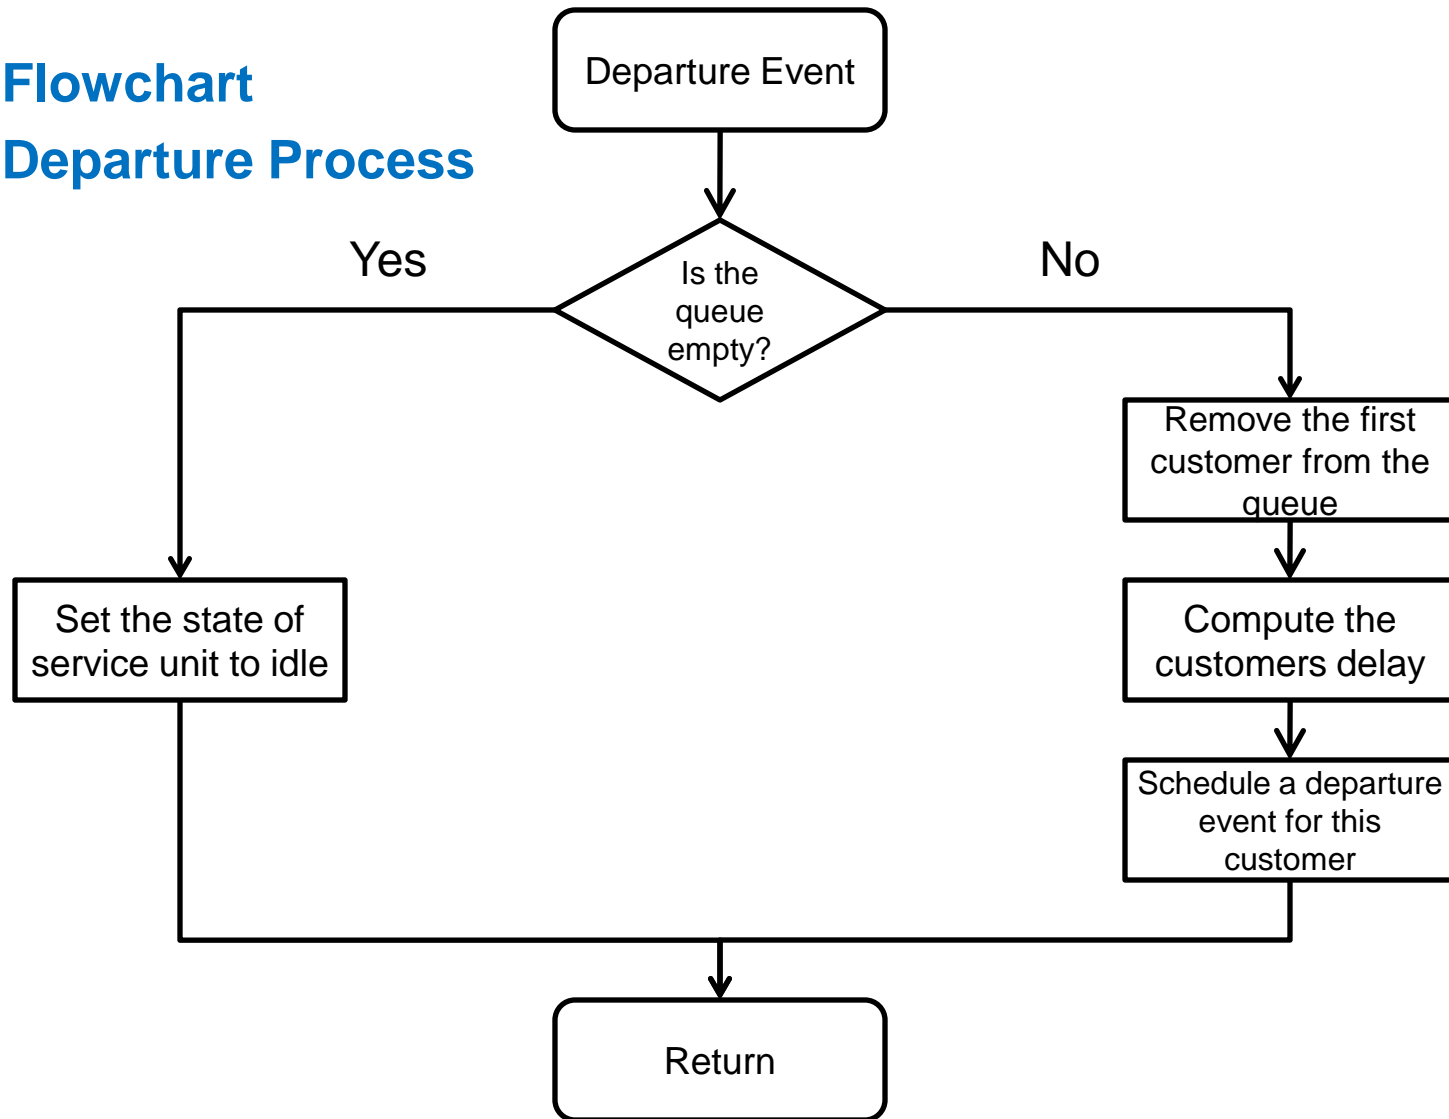 Flowchart
Departure Process
Departure Event
Yes
Is the
queue
empty?
No
Remove the first
customer from the
queue
Set the state of
service unit to idle
Compute the
customers delay
Schedule a departure
event for this
customer
Return